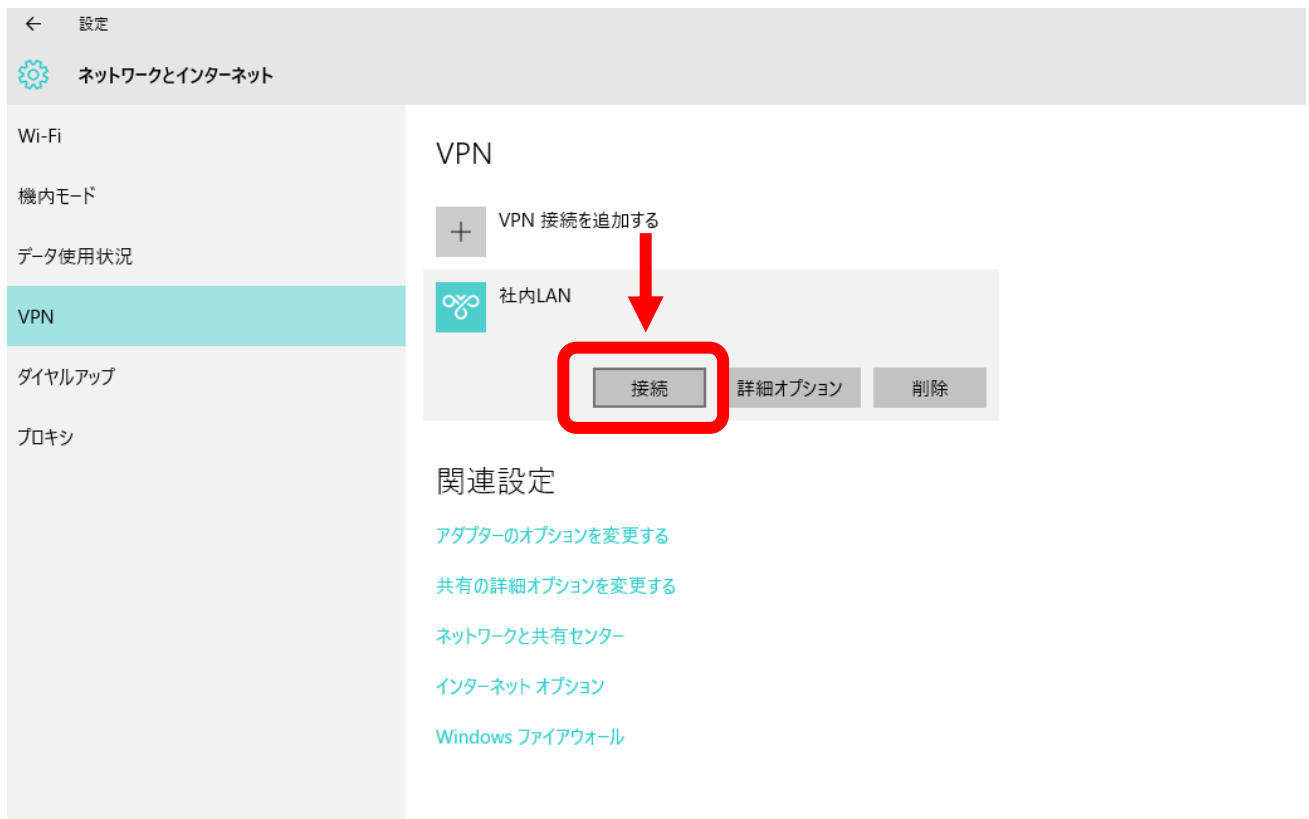 設定
ネットワークとインターネット
Wi-Fi
機内モード
データ使用状況
VPN
ダイヤルアップ
プロキシ
VPN
VPN 接続を追加する
社内LAN
接続 詳細オプション 削除
関連設定
アダプターのオプションを変更する
共有の詳細オプションを変更する
ネットワークと共有センター
インターネット オプション
Windows ファイアウォール